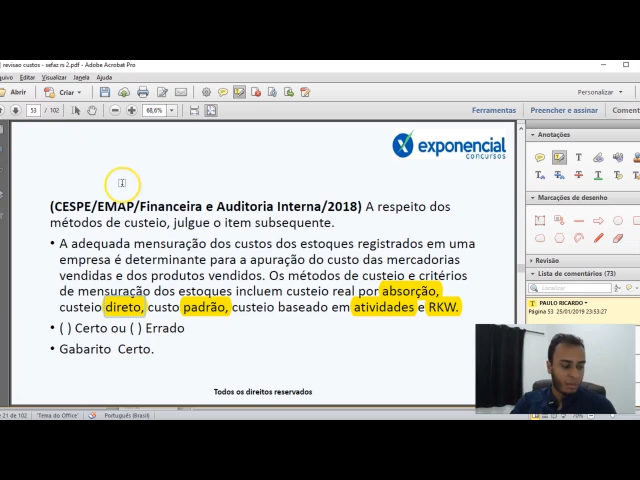 revisao custos - sefaz rs 2.pdf - Adobe Acrobat Pro
quivo Editar Visualizar Janela Ajuda
Abrir Criar Personalizar
53 / 102 68,6% Ferramentas Preencher e assinar Comentário
exponencial
concursos
(CESPE/EMAP/Financeira e Auditoria Interna/2018) A respeito dos
métodos de custeio, julgue o item subsequente.
• A adequada mensuração dos custos dos estoques registrados em uma
empresa é determinante para a apuração do custo das mercadorias
vendidas e dos produtos vendidos. Os métodos de custeio e critérios
de mensuração dos estoques incluem custeio real por absorção,
custeio direto, custo padrão, custeio baseado em atividades e RKW.
• ( ) Certo ou ( ) Errado
• Gabarito Certo.
Todos os direitos reservados
Anotações
Marcações de desenho
Revisão
Lista de comentários (73)
Localizar
PAULO RICARDO
Página 53 25/01/2019 23:53:27
21 de 102 "Tema do Office" Português (Brasil) 70%